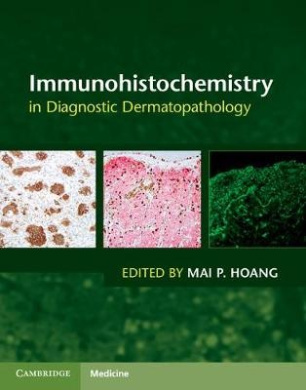 Immunohistochemistry
in Diagnostic Dermatopathology
EDITED BY MAI P. HOANG
CAMBRIDGE Medicine